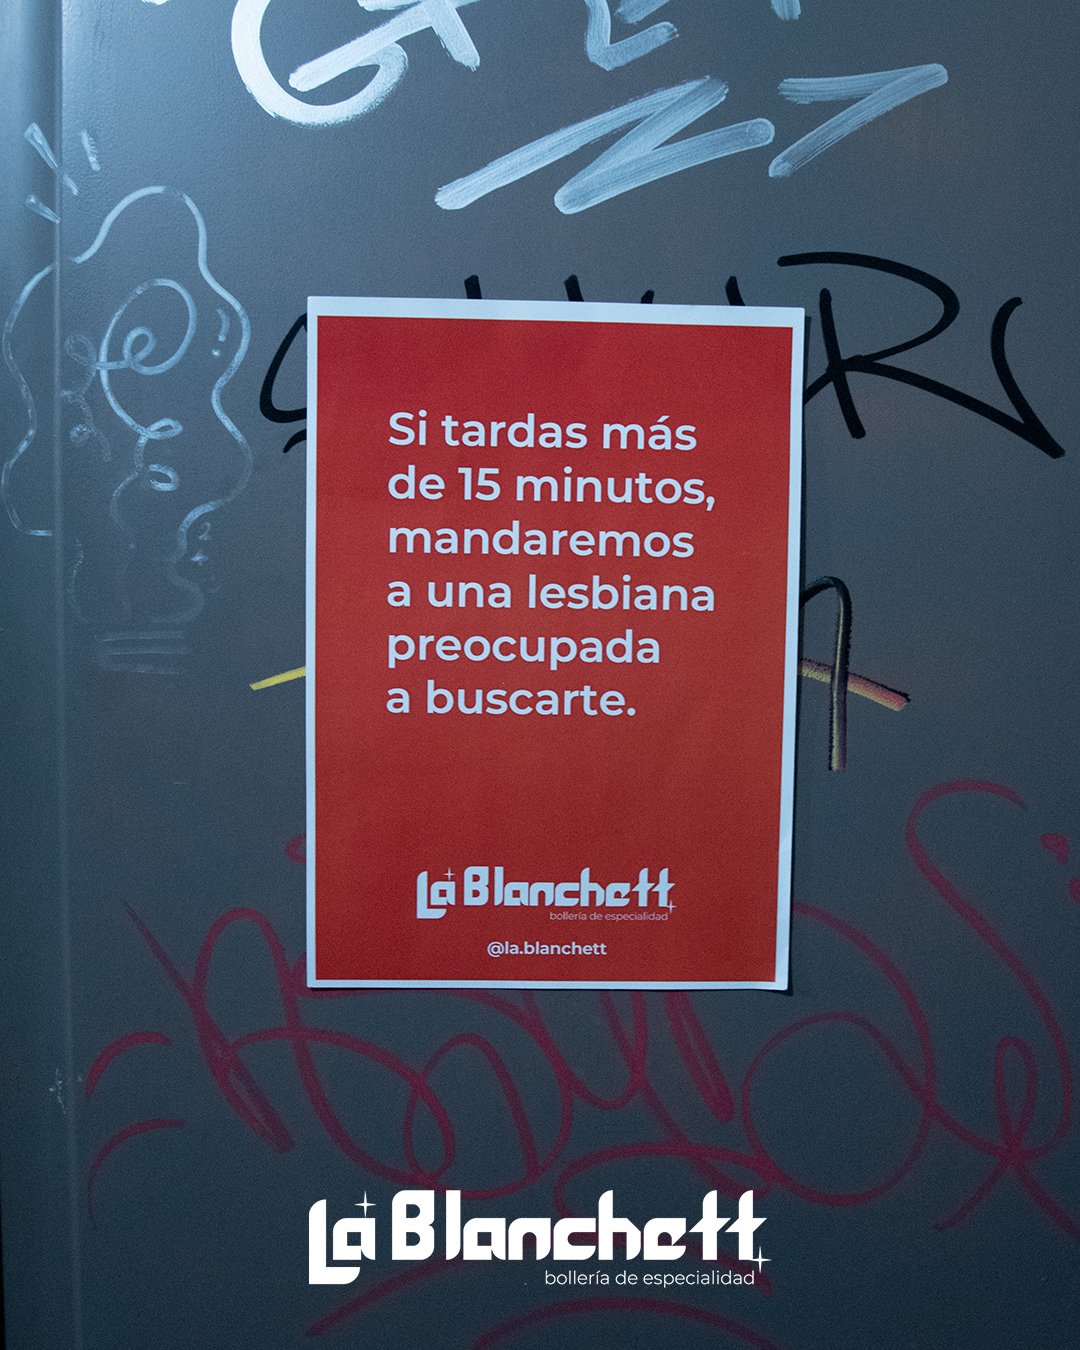 Si tardas más
de 15 minutos,
mandaremos
a una lesbiana
preocupada
a buscarte.
La Blanchett
bollería de especialidad
@la.blanchett
La Blanchett
bollería de especialidad